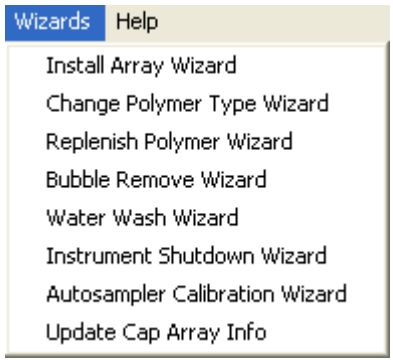 Wizards Help
Install Array Wizard
Change Polymer Type Wizard
Replenish Polymer Wizard
Bubble Remove Wizard
Water Wash Wizard
Instrument Shutdown Wizard
Autosampler Calibration Wizard
Update Cap Array Info